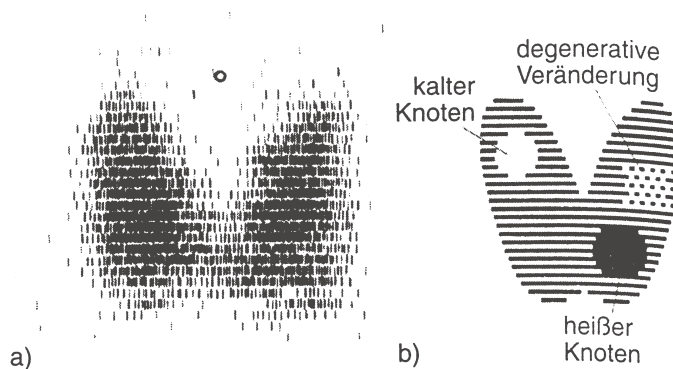 degenerative
Veränderung
kalter
Knoten
heißer
Knoten
a)
b)